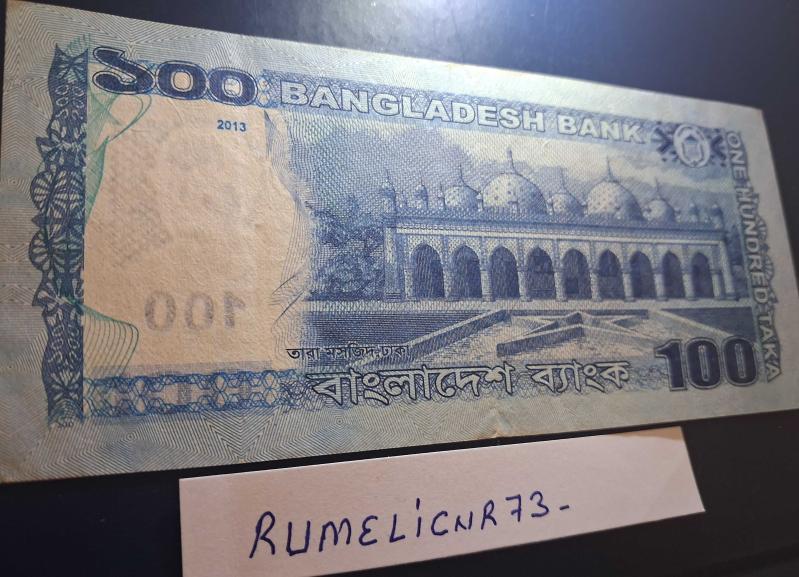 ১০০
BANGLADESH BANK
2013
ONE HUNDRED TAKA
100
তারা মসজিদ-ঢাকা
বাংলাদেশ ব্যাংক
100
RUMELiCNR73-